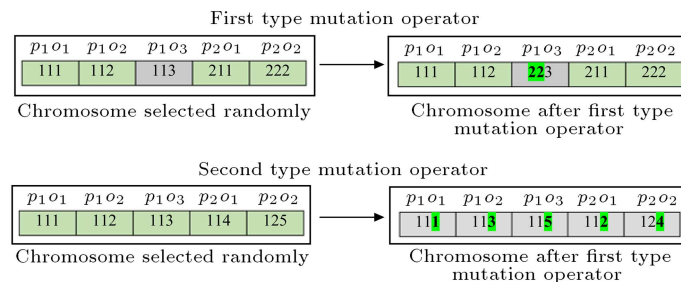 First type mutation operator
p1o1 p1o2 p1o3 p2o1 p2o2
111 112 113 211 222
Chromosome selected randomly
p1o1 p1o2 p1o3 p2o1 p2o2
111 112 223 211 222
Chromosome after first type
mutation operator
Second type mutation operator
p1o1 p1o2 p1o3 p2o1 p2o2
111 112 113 114 125
Chromosome selected randomly
p1o1 p1o2 p1o3 p2o1 p2o2
111 113 115 112 124
Chromosome after first type
mutation operator